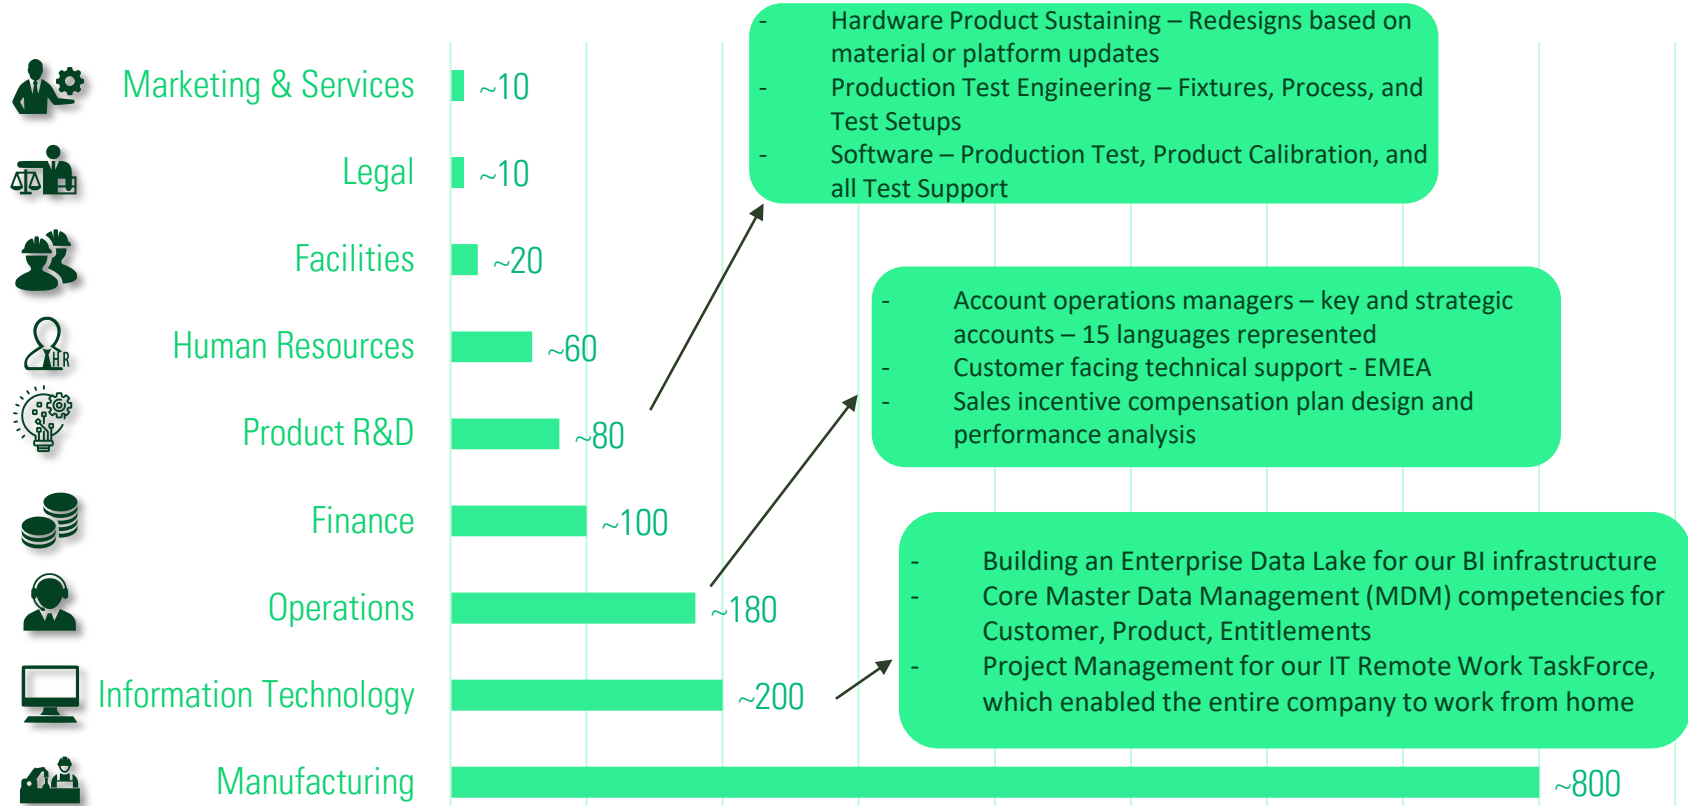 - Hardware Product Sustaining – Redesigns based on
material or platform updates
- Production Test Engineering – Fixtures, Process, and
Test Setups
- Software – Production Test, Product Calibration, and
all Test Support
Marketing & Services ~10
Legal ~10
Facilities ~20
- Account operations managers – key and strategic
accounts – 15 languages represented
- Customer facing technical support - EMEA
- Sales incentive compensation plan design and
performance analysis
HR
Human Resources ~60
Product R&D ~80
Finance ~100
- Building an Enterprise Data Lake for our BI infrastructure
- Core Master Data Management (MDM) competencies for
Customer, Product, Entitlements
- Project Management for our IT Remote Work TaskForce,
which enabled the entire company to work from home
Operations ~180
Information Technology ~200
Manufacturing ~800